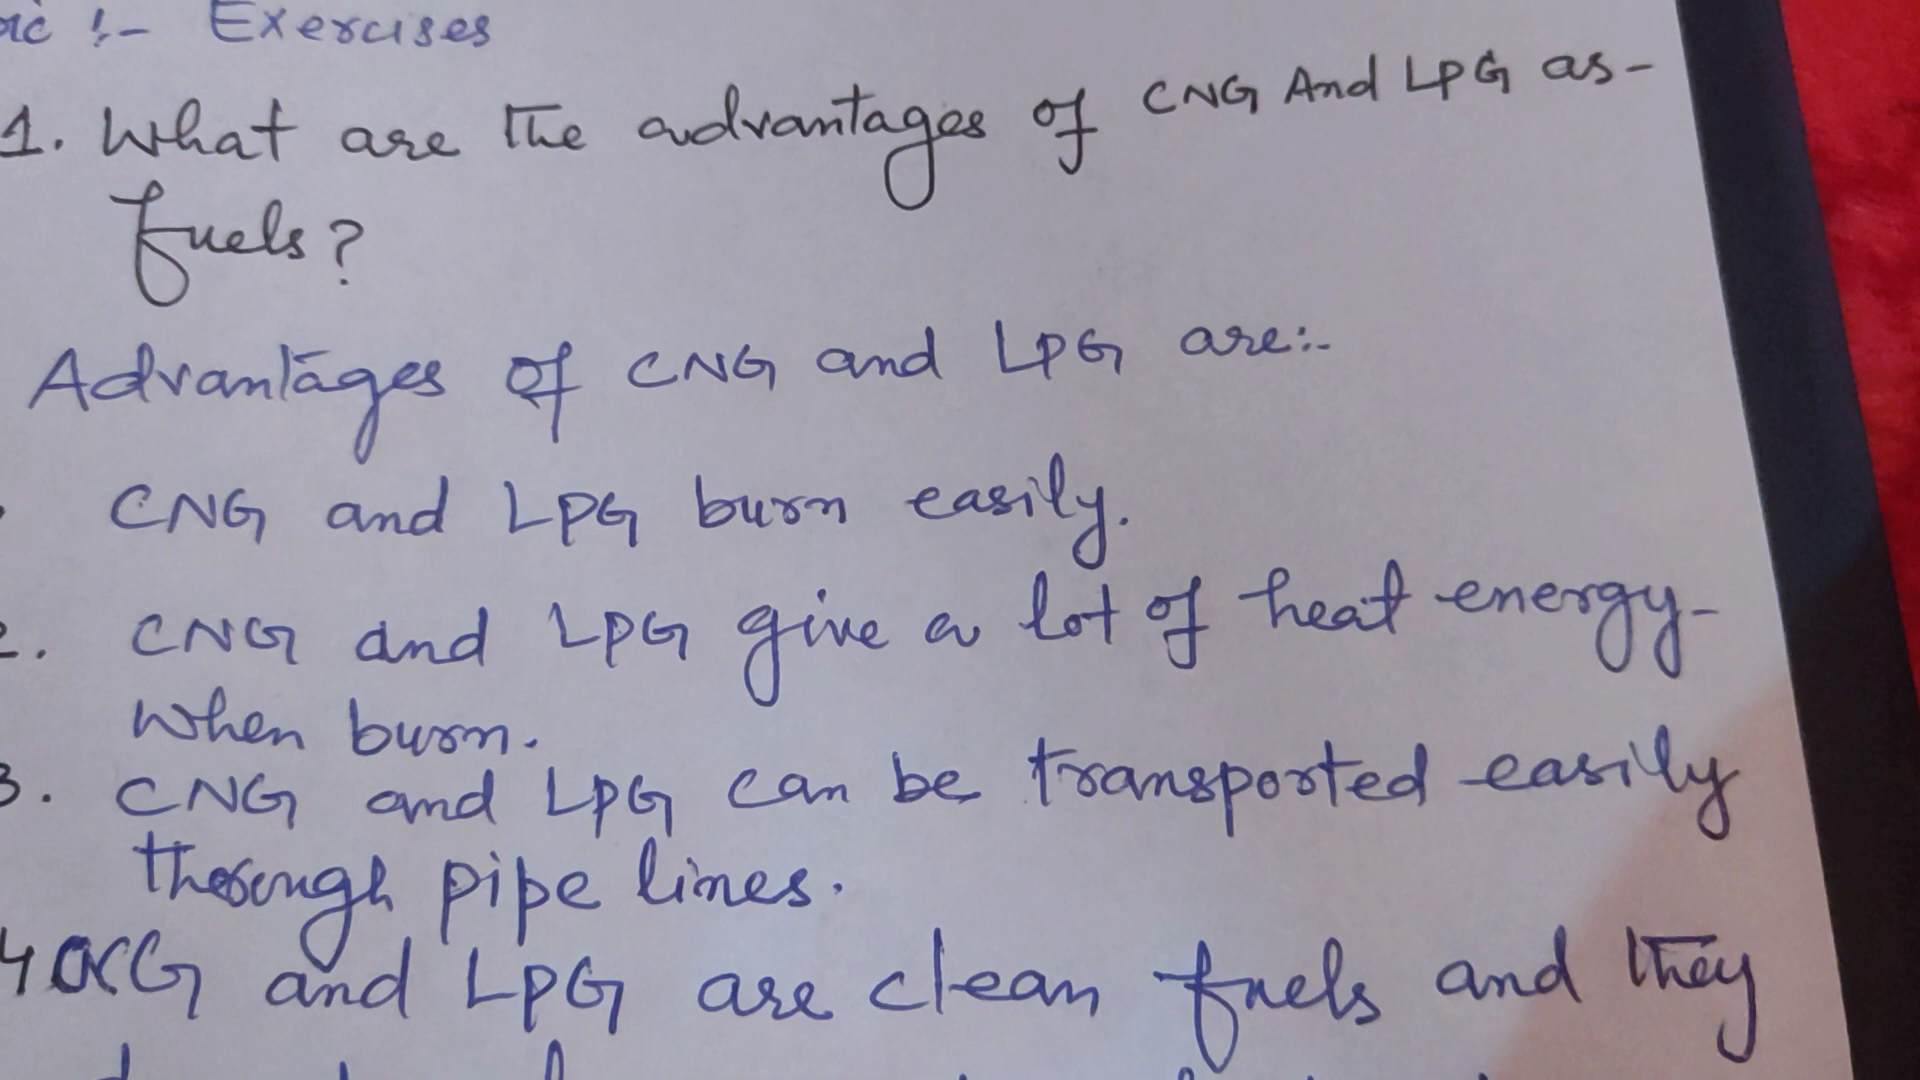 :- Exercises
1. What are the advantages of CNG And LPG as-
fuels?
Advantages of CNG and LPG are:-
CNG and LPG burn easily.
2. CNG and LPG give a lot of heat energy-
when burn.
3. CNG and LPG can be transported easily
through pipe lines.
4 and LPG are clean fuels and they